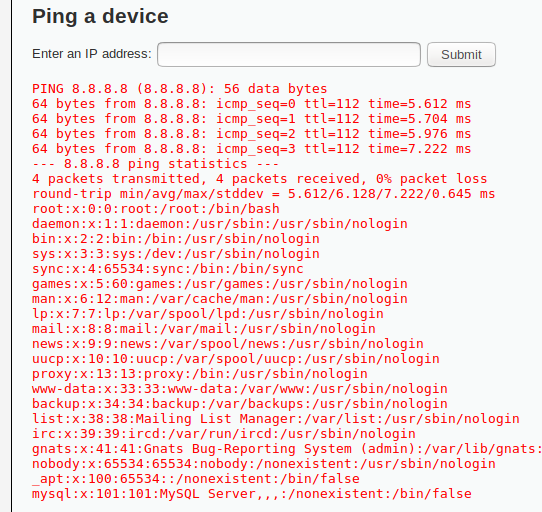 Ping a device
Enter an IP address: Submit
PING 8.8.8.8 (8.8.8.8): 56 data bytes
64 bytes from 8.8.8.8: icmp_seq=0 ttl=112 time=5.612 ms
64 bytes from 8.8.8.8: icmp_seq=1 ttl=112 time=5.704 ms
64 bytes from 8.8.8.8: icmp_seq=2 ttl=112 time=5.976 ms
64 bytes from 8.8.8.8: icmp_seq=3 ttl=112 time=7.222 ms
--- 8.8.8.8 ping statistics ---
4 packets transmitted, 4 packets received, 0% packet loss
round-trip min/avg/max/stddev = 5.612/6.128/7.222/0.645 ms
root:x:0:0:root:/root:/bin/bash
daemon:x:1:1:daemon:/usr/sbin:/usr/sbin/nologin
bin:x:2:2:bin:/bin:/usr/sbin/nologin
sys:x:3:3:sys:/dev:/usr/sbin/nologin
sync:x:4:65534:sync:/bin:/bin/sync
games:x:5:60:games:/usr/games:/usr/sbin/nologin
man:x:6:12:man:/var/cache/man:/usr/sbin/nologin
lp:x:7:7:lp:/var/spool/lpd:/usr/sbin/nologin
mail:x:8:8:mail:/var/mail:/usr/sbin/nologin
news:x:9:9:news:/var/spool/news:/usr/sbin/nologin
uucp:x:10:10:uucp:/var/spool/uucp:/usr/sbin/nologin
proxy:x:13:13:proxy:/bin:/usr/sbin/nologin
www-data:x:33:33:www-data:/var/www:/usr/sbin/nologin
backup:x:34:34:backup:/var/backups:/usr/sbin/nologin
list:x:38:38:Mailing List Manager:/var/list:/usr/sbin/nologin
irc:x:39:39:ircd:/var/run/ircd:/usr/sbin/nologin
gnats:x:41:41:Gnats Bug-Reporting System (admin):/var/lib/gnats:
nobody:x:65534:65534:nobody:/nonexistent:/usr/sbin/nologin
_apt:x:100:65534::/nonexistent:/bin/false
mysql:x:101:101:MySQL Server,,,:/nonexistent:/bin/false